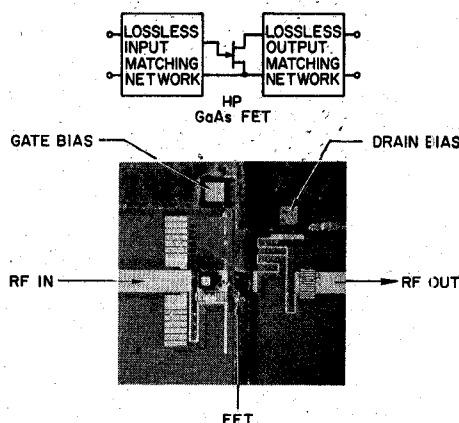 LOSSLESS
INPUT
MATCHING
NETWORK
LOSSLESS
OUTPUT
MATCHING
NETWORK
HP
GaAs FET
GATE BIAS
DRAIN BIAS
RF IN
RF OUT
FET